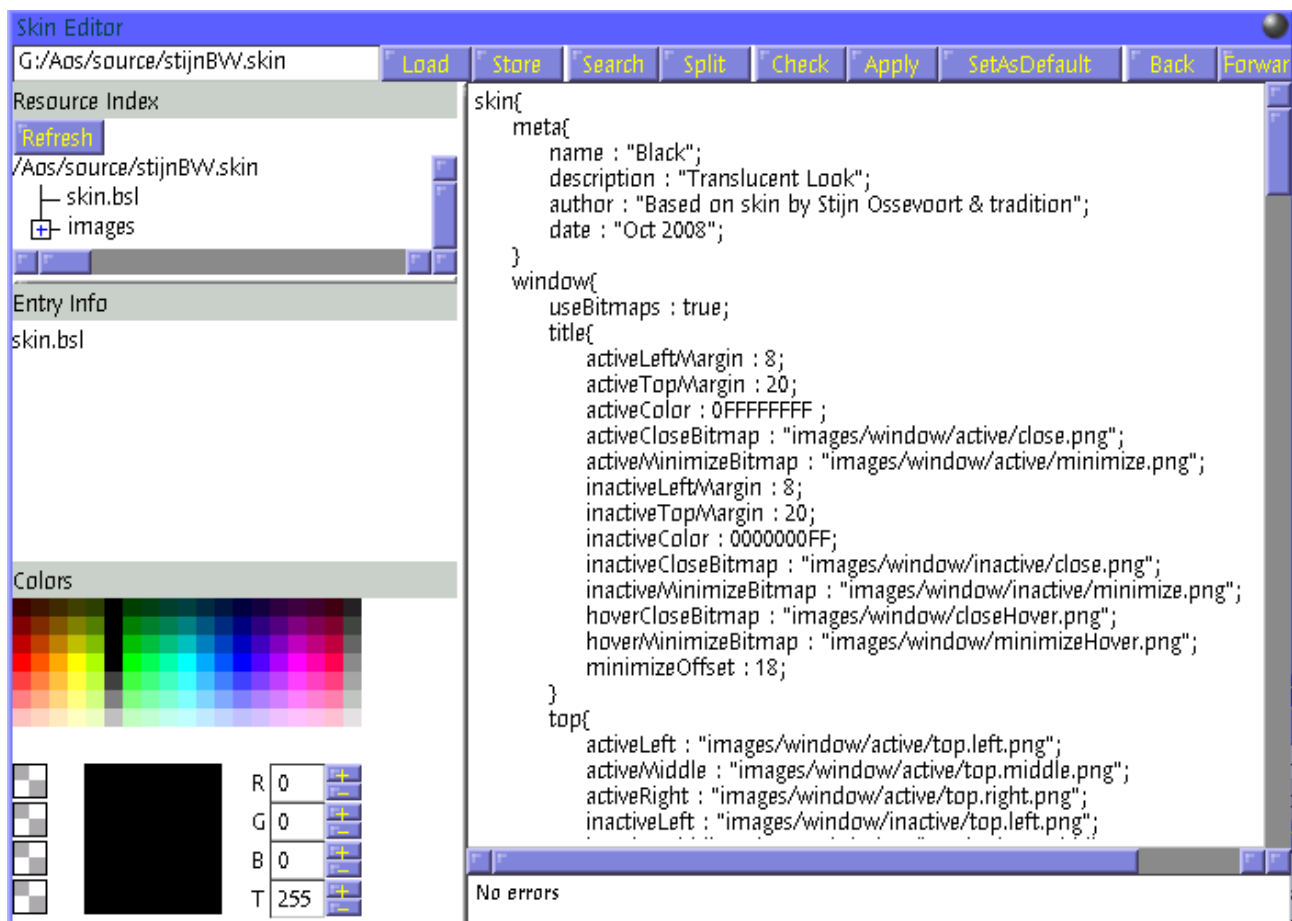 Skin Editor
G:/Aos/source/stijnBW.skin Load Store Search Split Check Apply SetAsDefault Back Forwar
Resource Index
Refresh
/Aos/source/stijnBW.skin
skin.bsl
images
Entry Info
skin.bsl
Colors
R 0
G 0
B 0
T 255
skin{
meta{
name : "Black";
description : "Translucent Look";
author : "Based on skin by Stijn Ossevoort & tradition";
date : "Oct 2008";
}
window{
useBitmaps : true;
title{
activeLeftMargin : 8;
activeTopMargin : 20;
activeColor : 0FFFFFFFF ;
activeCloseBitmap : "images/window/active/close.png";
activeMinimizeBitmap : "images/window/active/minimize.png";
inactiveLeftMargin : 8;
inactiveTopMargin : 20;
inactiveColor : 0000000FF;
inactiveCloseBitmap : "images/window/inactive/close.png";
inactiveMinimizeBitmap : "images/window/inactive/minimize.png";
hoverCloseBitmap : "images/window/closeHover.png";
hoverMinimizeBitmap : "images/window/minimizeHover.png";
minimizeOffset : 18;
}
top{
activeLeft : "images/window/active/top.left.png";
activeMiddle : "images/window/active/top.middle.png";
activeRight : "images/window/active/top.right.png";
inactiveLeft : "images/window/inactive/top.left.png";
No errors